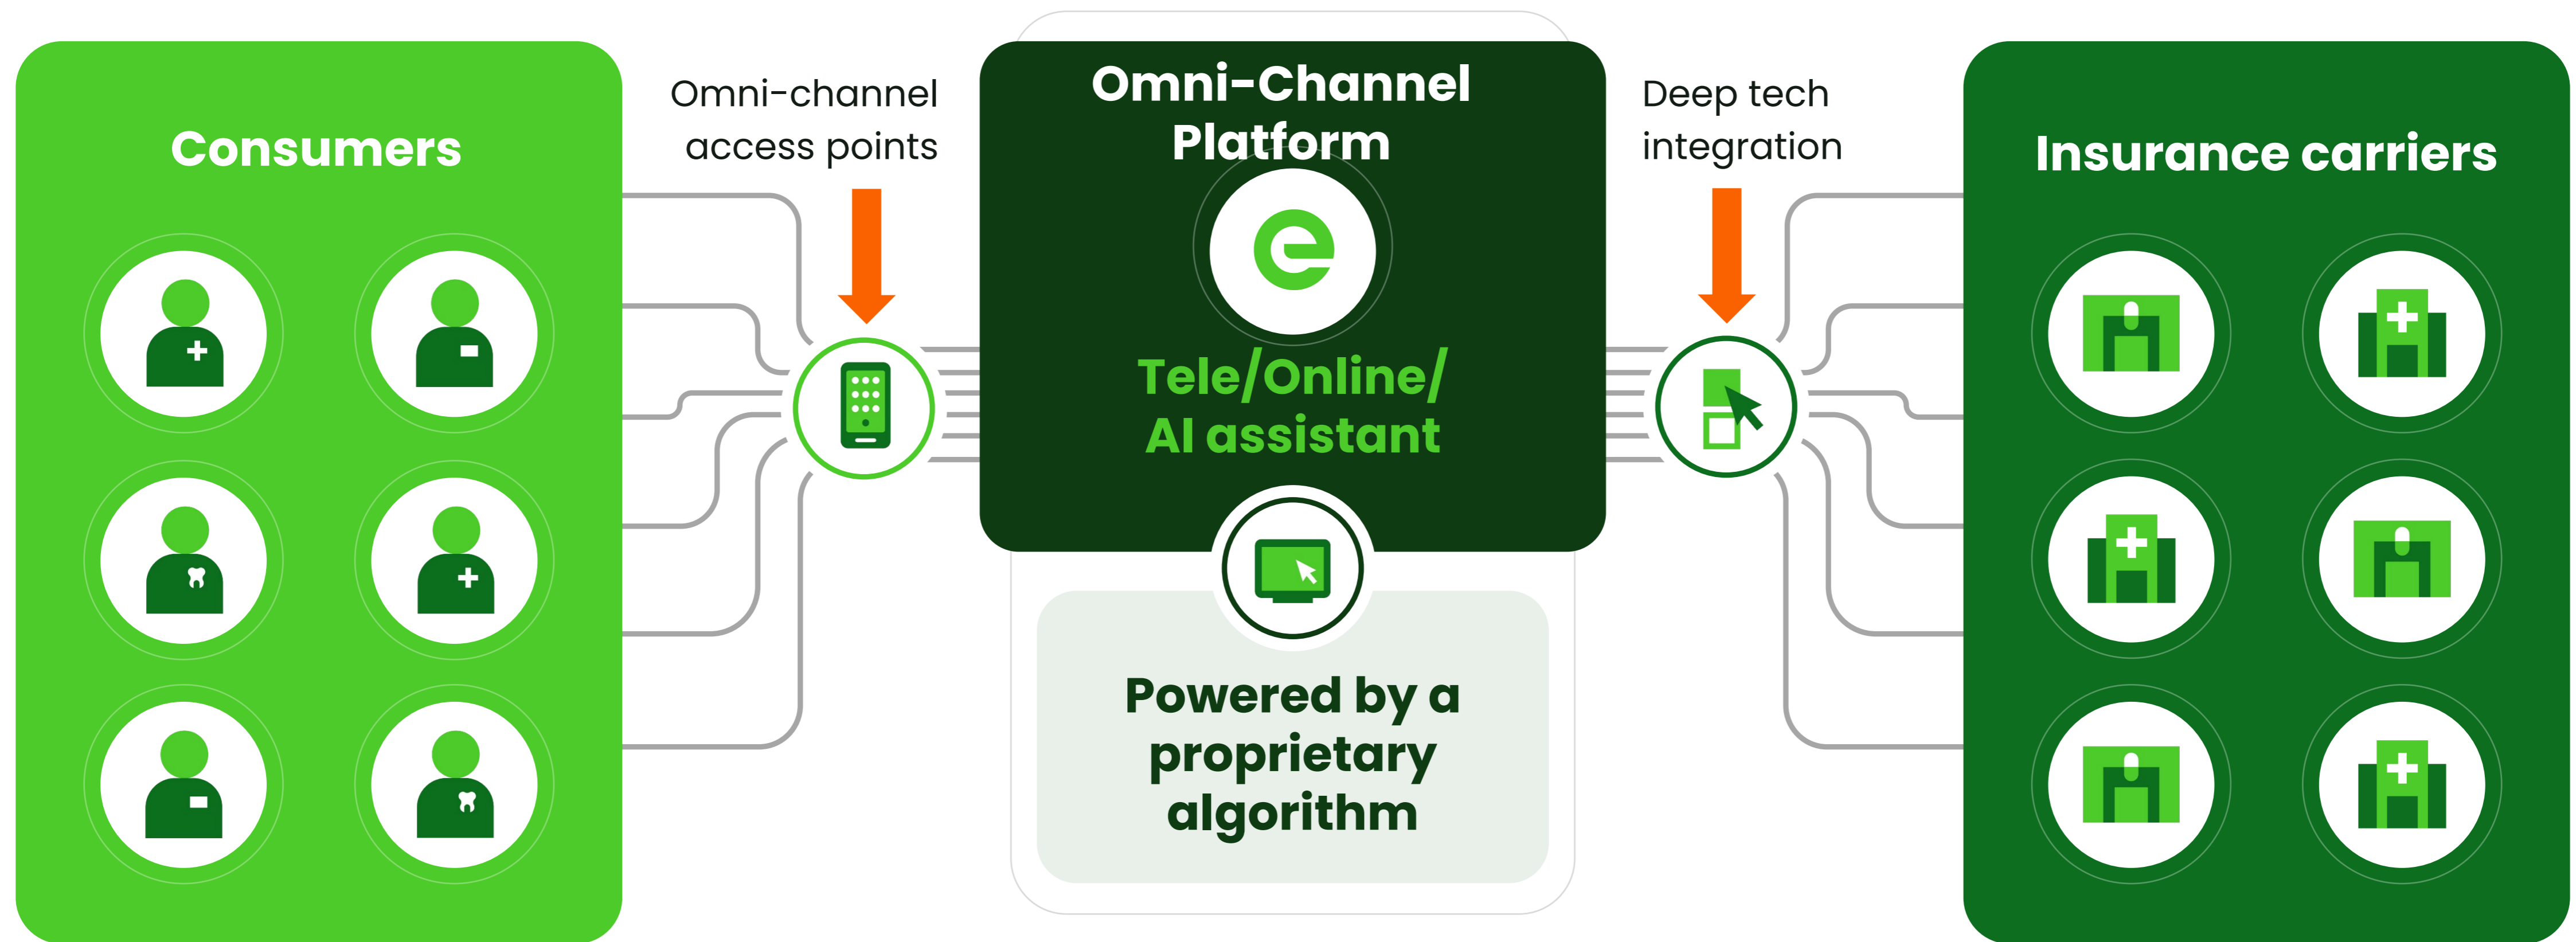 Consumers
Omni-channel
access points
Omni-Channel
Platform
e
Tele/Online/
AI assistant
Powered by a
proprietary
algorithm
Deep tech
integration
Insurance carriers